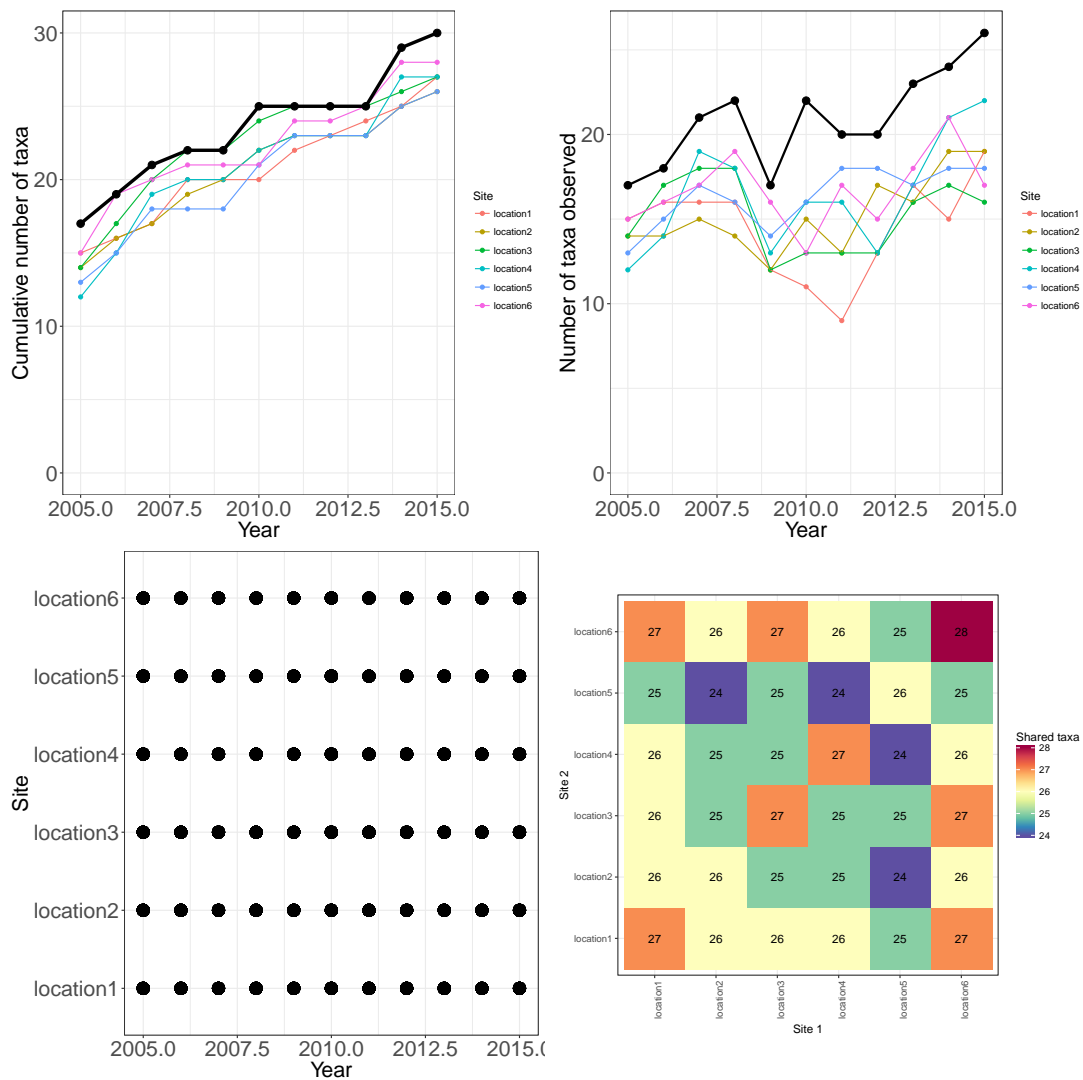 Cumulative number of taxa
30
20
10
0
2005.0 2007.5 2010.0 2012.5 2015.0
Year
Site
location1
location2
location3
location4
location5
location6
Number of taxa observed
20
10
0
2005.0 2007.5 2010.0 2012.5 2015.0
Year
Site
location1
location2
location3
location4
location5
location6
Site
location6
location5
location4
location3
location2
location1
2005.0 2007.5 2010.0 2012.5 2015.0
Year
Site 2
location6 27 26 27 26 25 28
location5 25 24 25 24 26 25
location4 26 25 25 27 24 26
location3 26 25 27 25 25 27
location2 26 26 25 25 24 26
location1 27 26 26 26 25 27
location1 location2 location3 location4 location5 location6
Site 1
Shared taxa
28
27
26
25
24